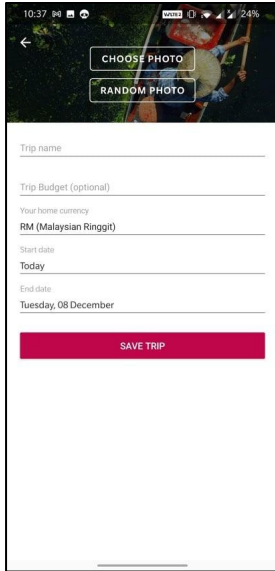 10:37 24%
CHOOSE PHOTO
RANDOM PHOTO
Trip name
Trip Budget (optional)
Your home currency
RM (Malaysian Ringgit)
Start date
Today
End date
Tuesday, 08 December
SAVE TRIP